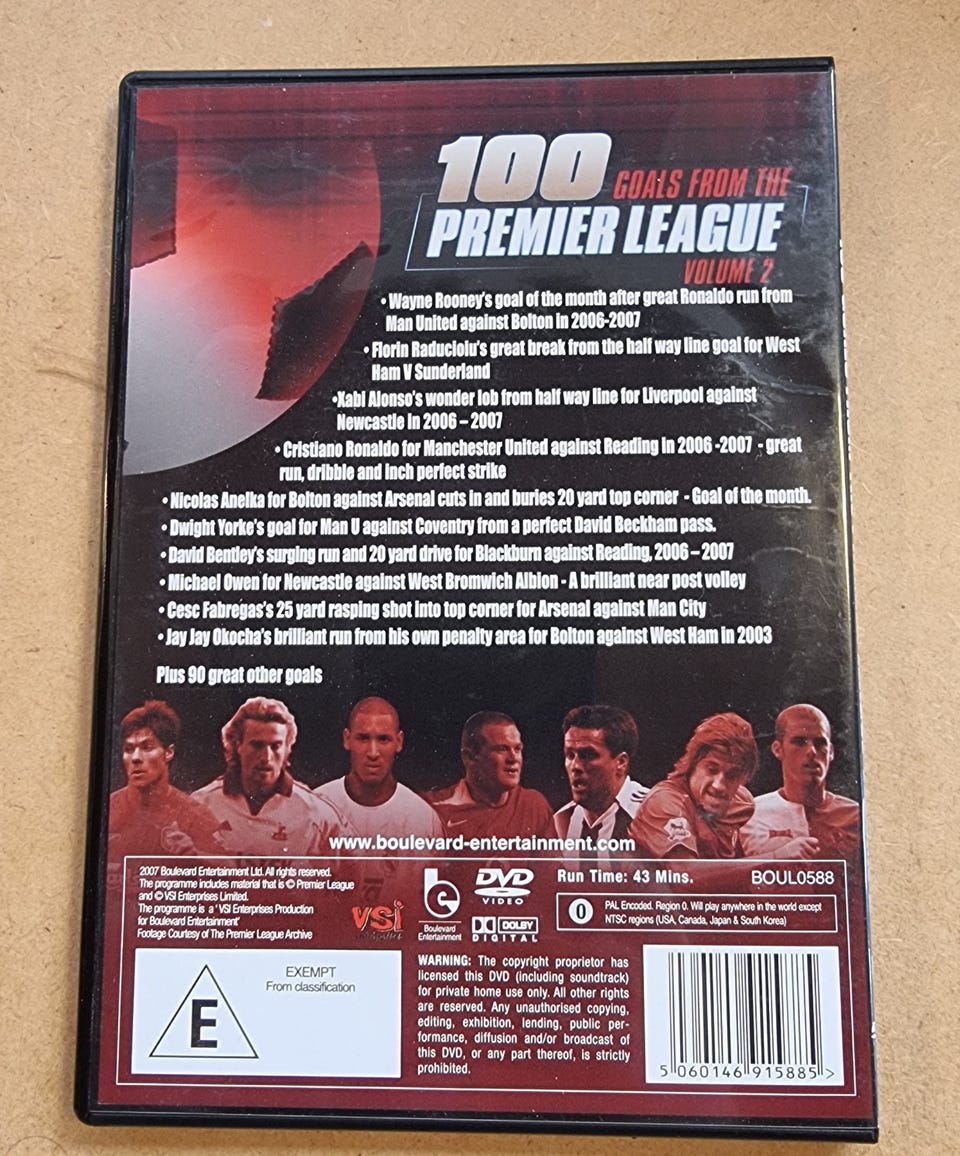 100 GOALS FROM THE
PREMIER LEAGUE
VOLUME 2
• Wayne Rooney's goal of the month after great Ronaldo run from
Man United against Bolton in 2006-2007
• Florin Raducioiu's great break from the half way line goal for West
Ham V Sunderland
•Xabi Alonso's wonder lob from half way line for Liverpool against
Newcastle in 2006 – 2007
• Cristiano Ronaldo for Manchester United against Reading in 2006 -2007 - great
run, dribble and inch perfect strike
• Nicolas Anelka for Bolton against Arsenal cuts in and buries 20 yard top corner - Goal of the month.
• Dwight Yorke's goal for Man U against Coventry from a perfect David Beckham pass.
• David Bentley's surging run and 20 yard drive for Blackburn against Reading, 2006 – 2007
• Michael Owen for Newcastle against West Bromwich Albion - A brilliant near post volley
• Cesc Fabregas's 25 yard rasping shot into top corner for Arsenal against Man City
• Jay Jay Okocha's brilliant run from his own penalty area for Bolton against West Ham in 2003
Plus 90 great other goals
www.boulevard-entertainment.com
2007 Boulevard Entertainment Ltd. All rights reserved.
The programme includes material that is © Premier League
and © VSI Enterprises Limited.
The programme is a ' VSI Enterprises Production
for Boulevard Entertainment'
Footage Courtesy of The Premier League Archive
vsi
b e
Boulevard
Entertainment
DVD
VIDEO
DOLBY
DIGITAL
Run Time: 43 Mins.
BOUL0588
0
PAL Encoded. Region 0. Will play anywhere in the world except
NTSC regions (USA, Canada, Japan & South Korea)
E
EXEMPT
From classification
WARNING: The copyright proprietor has
licensed this DVD (including soundtrack)
for private home use only. All other rights
are reserved. Any unauthorised copying,
editing, exhibition, lending, public per-
formance, diffusion and/or broadcast of
this DVD, or any part thereof, is strictly
prohibited.
5 060146 915885 >